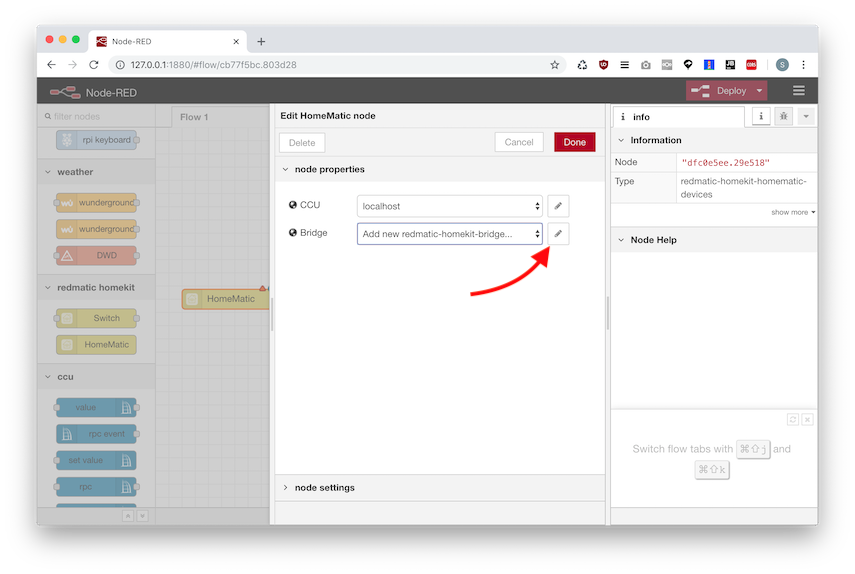 Node-RED
127.0.0.1:1880/#flow/cb77f5bc.803d28
S
Node-RED
Deploy
filter nodes
rpi keyboard
weather
wunderground
wunderground
DWD
redmatic homekit
Switch
HomeMatic
ccu
value
rpc event
set value
rpc
Flow 1
HomeMatic
Edit HomeMatic node
Delete
Cancel
Done
node properties
CCU
localhost
Bridge
Add new redmatic-homekit-bridge...
node settings
i info
i
Information
Node
"dfc0e5ee.29e518"
Type
redmatic-homekit-homematic-
devices
show more
Node Help
Switch flow tabs with ⌘⇧j and
⌘⇧k